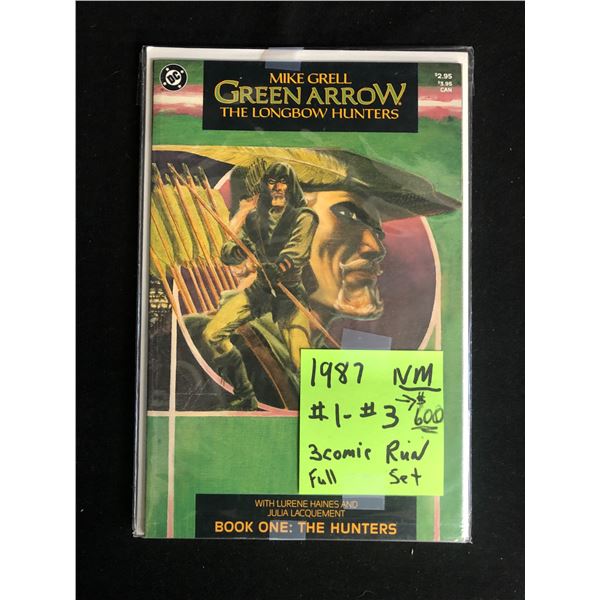 DC
MIKE GRELL
GREEN ARROW
THE LONGBOW HUNTERS
$2.95
$3.95
CAN
1987 NM
#1-#3 →$600
3comic Run
Full Set
WITH LURENE HAINES AND
JULIA LACQUEMENT
BOOK ONE: THE HUNTERS